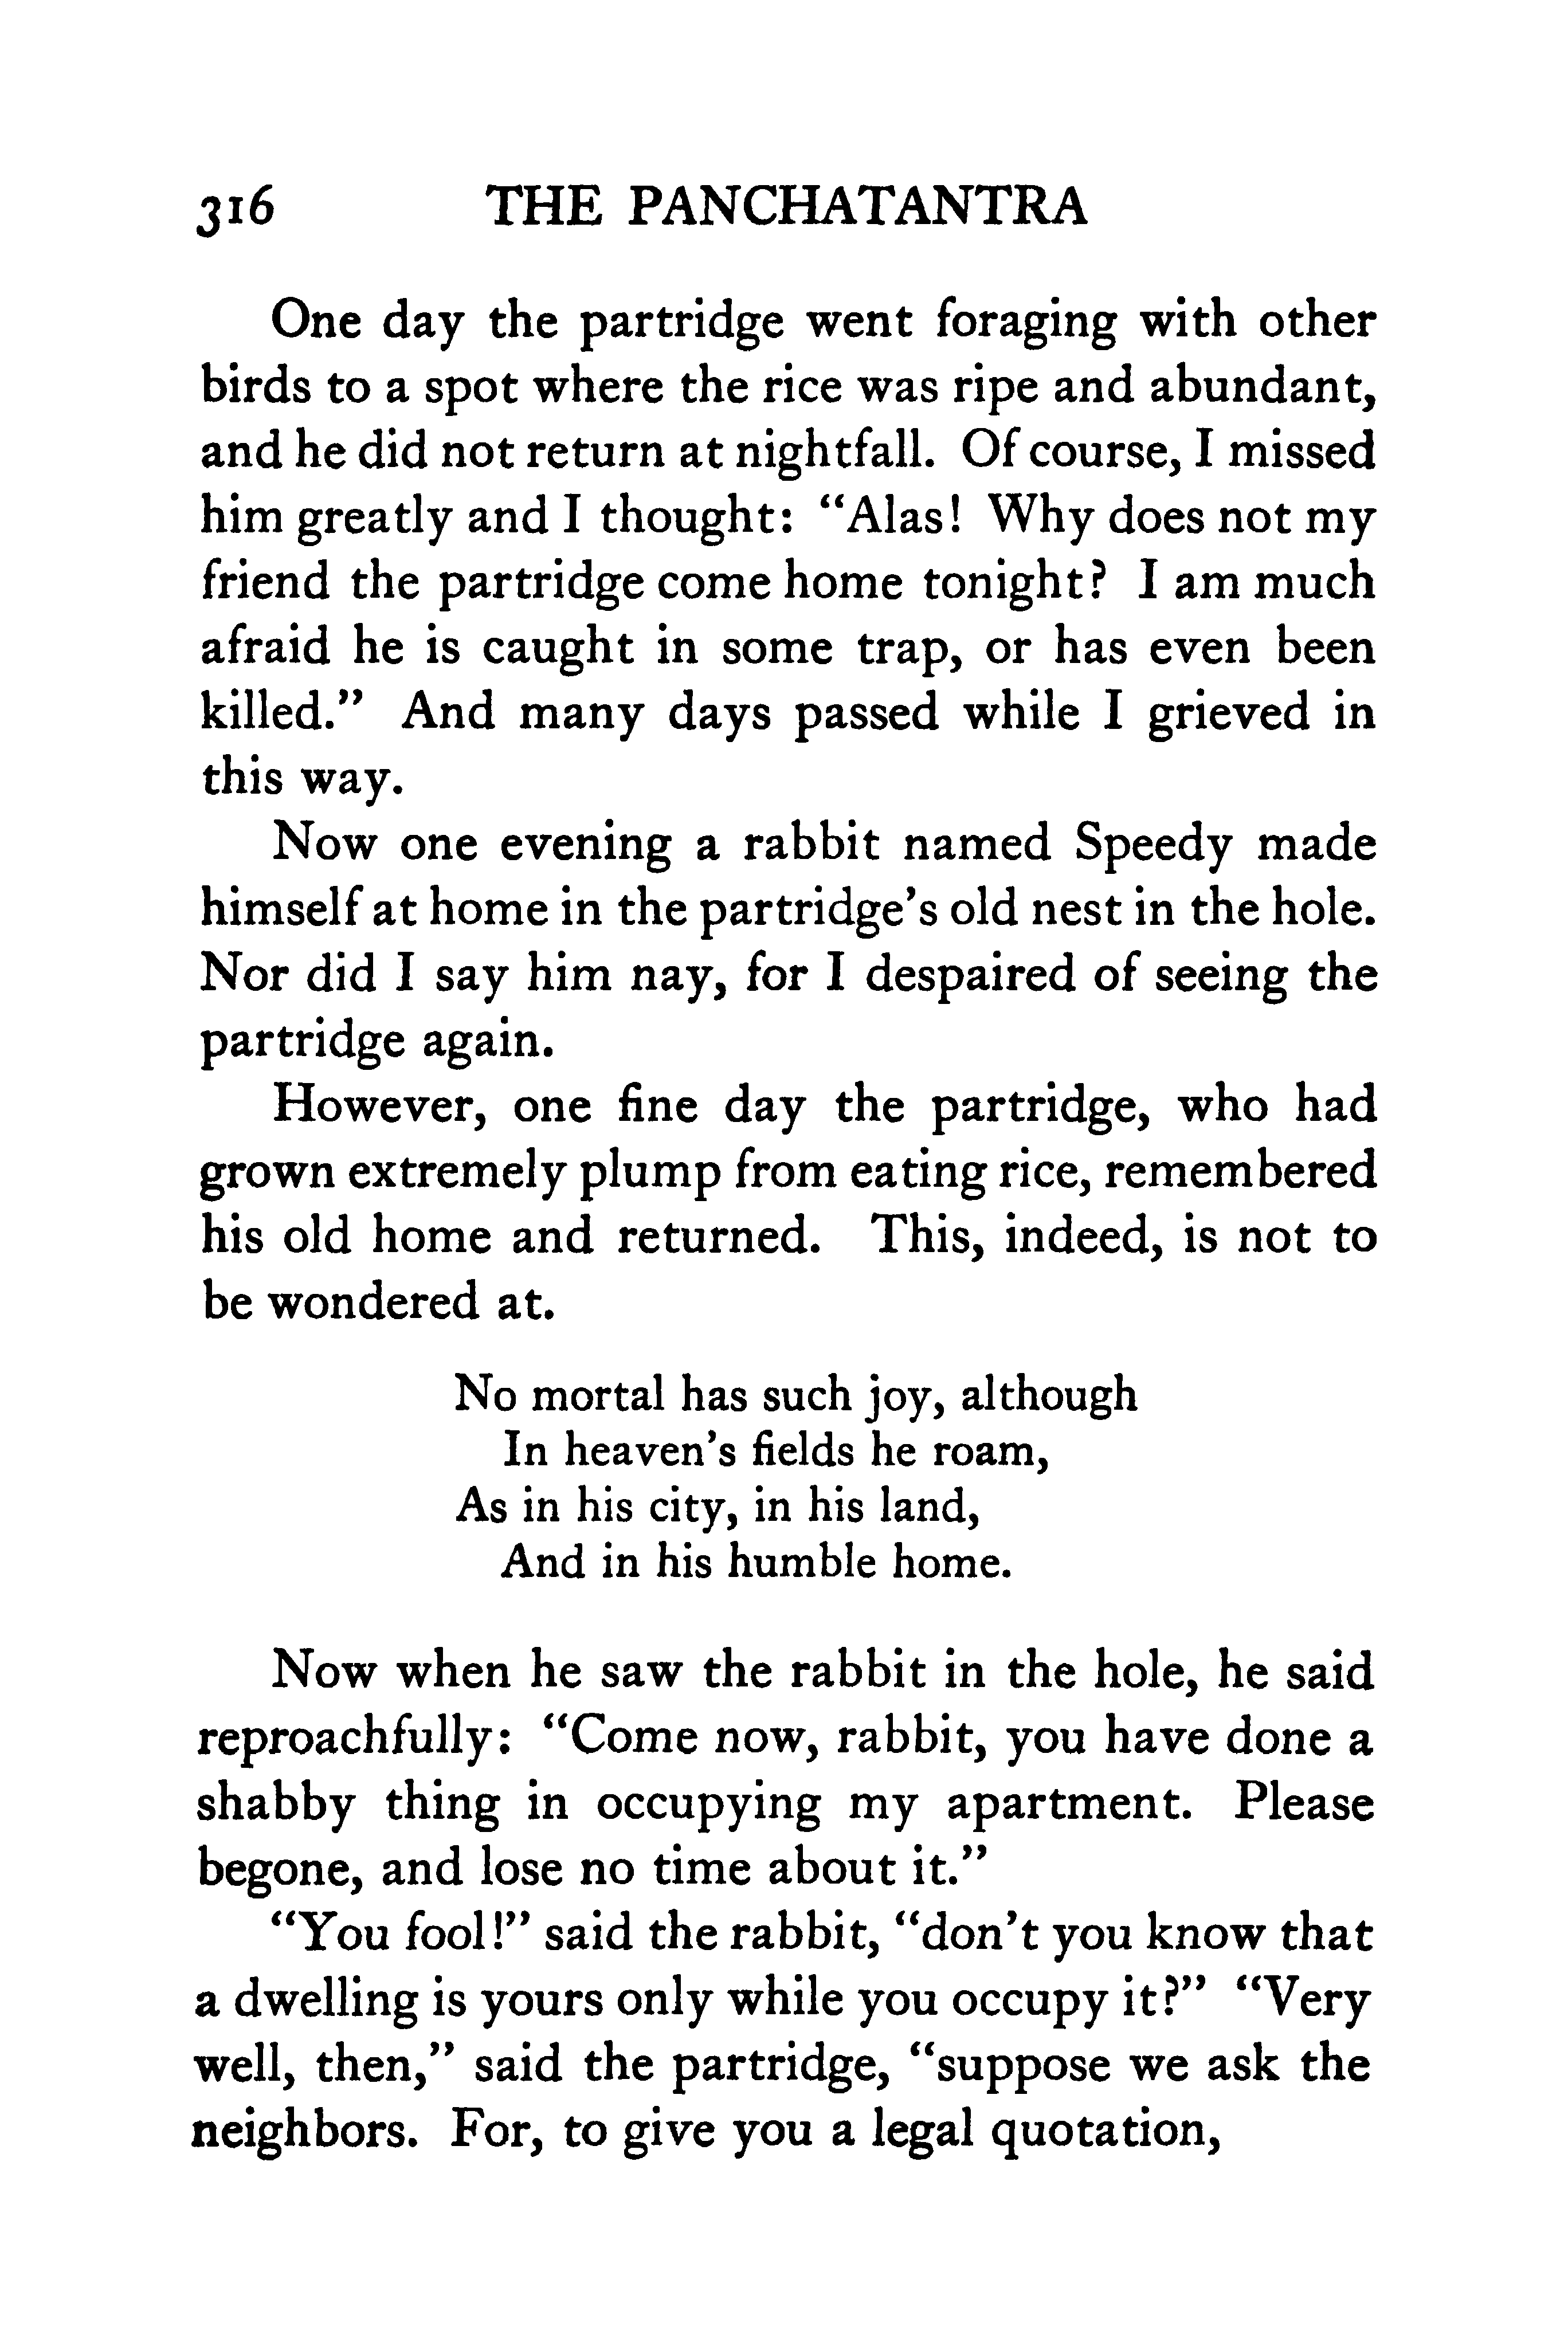 316 THE PANCHATANTRA
One day the partridge went foraging with other
birds to a spot where the rice was ripe and abundant,
and he did not return at nightfall. Of course, I missed
him greatly and I thought: “Alas! Why does not my
friend the partridge come home tonight? I am much
afraid he is caught in some trap, or has even been
killed.” And many days passed while I grieved in
this way.
Now one evening a rabbit named Speedy made
himself at home in the partridge’s old nest in the hole.
Nor did I say him nay, for I despaired of seeing the
partridge again.
However, one fine day the partridge, who had
grown extremely plump from eating rice, remembered
his old home and returned. This, indeed, is not to
be wondered at.
No mortal has such joy, although
In heaven’s fields he roam,
As in his city, in his land,
And in his humble home.
Now when he saw the rabbit in the hole, he said
reproachfully: “Come now, rabbit, you have done a
shabby thing in occupying my apartment. Please
begone, and lose no time about it.”
“You fool!” said the rabbit, “don’t you know that
a dwelling is yours only while you occupy it?” “Very
well, then,” said the partridge, “suppose we ask the
neighbors. For, to give you a legal quotation,